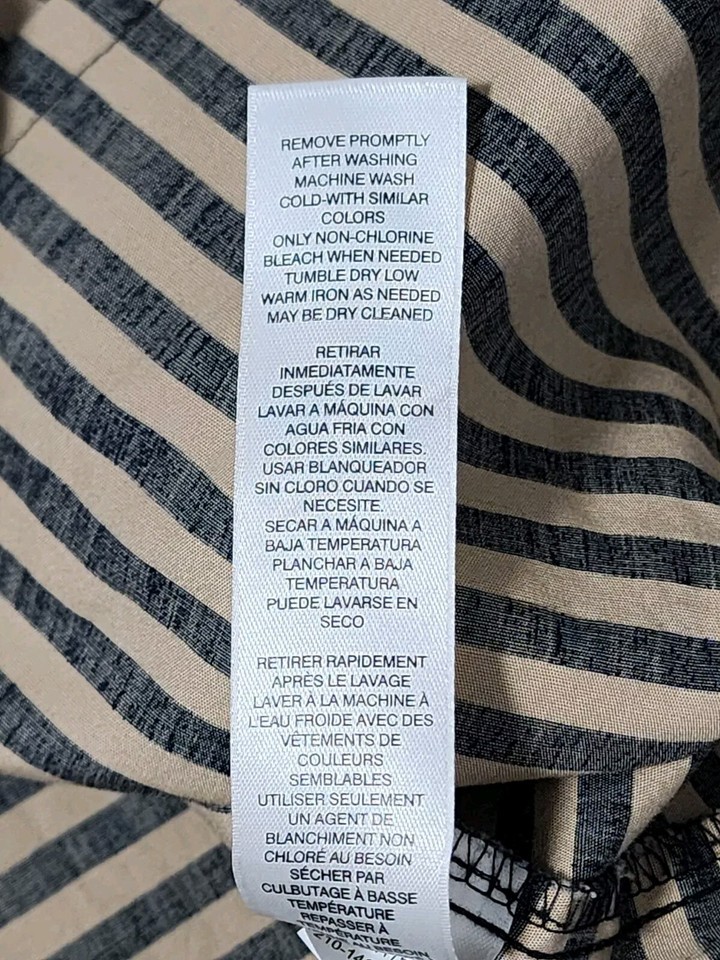 REMOVE PROMPTLY
AFTER WASHING
MACHINE WASH
COLD-WITH SIMILAR
COLORS
ONLY NON-CHLORINE
BLEACH WHEN NEEDED
TUMBLE DRY LOW
WARM IRON AS NEEDED
MAY BE DRY CLEANED
RETIRAR
INMEDIATAMENTE
DESPUÉS DE LAVAR
LAVAR A MÁQUINA CON
AGUA FRIA CON
COLORES SIMILARES.
USAR BLANQUEADOR
SIN CLORO CUANDO SE
NECESITE.
SECAR A MÁQUINA A
BAJA TEMPERATURA
PLANCHAR A BAJA
TEMPERATURA
PUEDE LAVARSE EN
SECO
RETIRER RAPIDEMENT
APRÈS LE LAVAGE
LAVER À LA MACHINE À
L'EAU FROIDE AVEC DES
VÊTEMENTS DE
COULEURS
SEMBLABLES
UTILISER SEULEMENT
UN AGENT DE
BLANCHIMENT NON
CHLORÉ AU BESOIN
SÉCHER PAR
CULBUTAGE À BASSE
TEMPÉRATURE
REPASSER À
TEMPÉRATURE
AU BESOIN